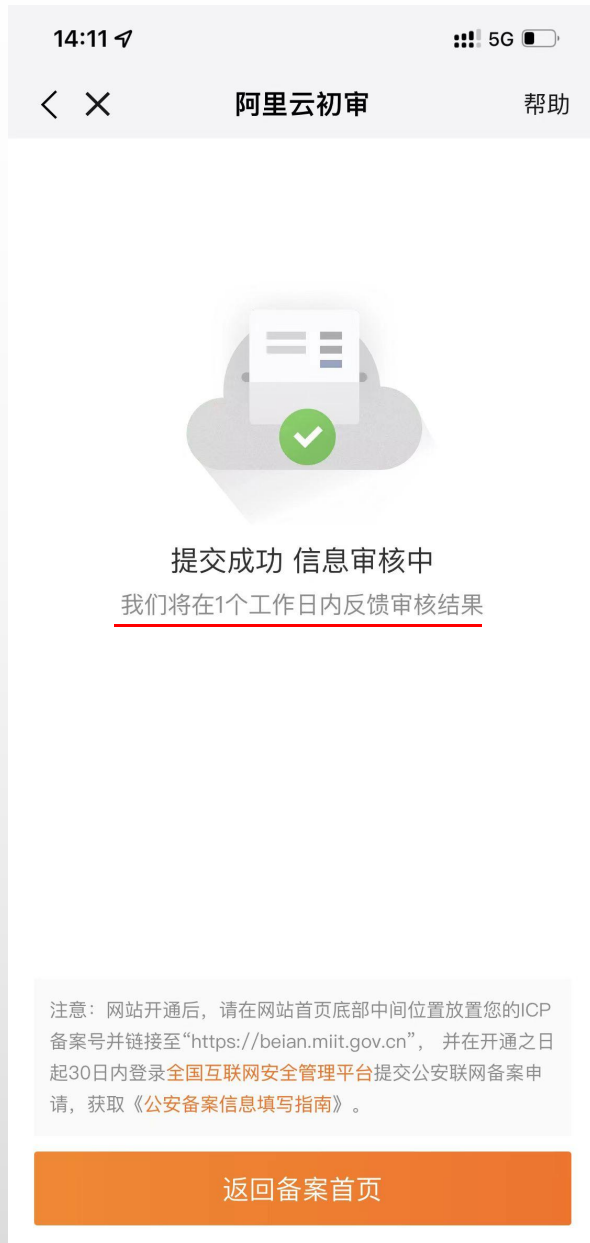 14:11 5G
阿里云初审 帮助
提交成功 信息审核中
我们将在1个工作日内反馈审核结果
注意：网站开通后，请在网站首页底部中间位置放置您的ICP
备案号并链接至“https://beian.miit.gov.cn”， 并在开通之日
起30日内登录全国互联网安全管理平台提交公安联网备案申
请，获取《公安备案信息填写指南》。
返回备案首页